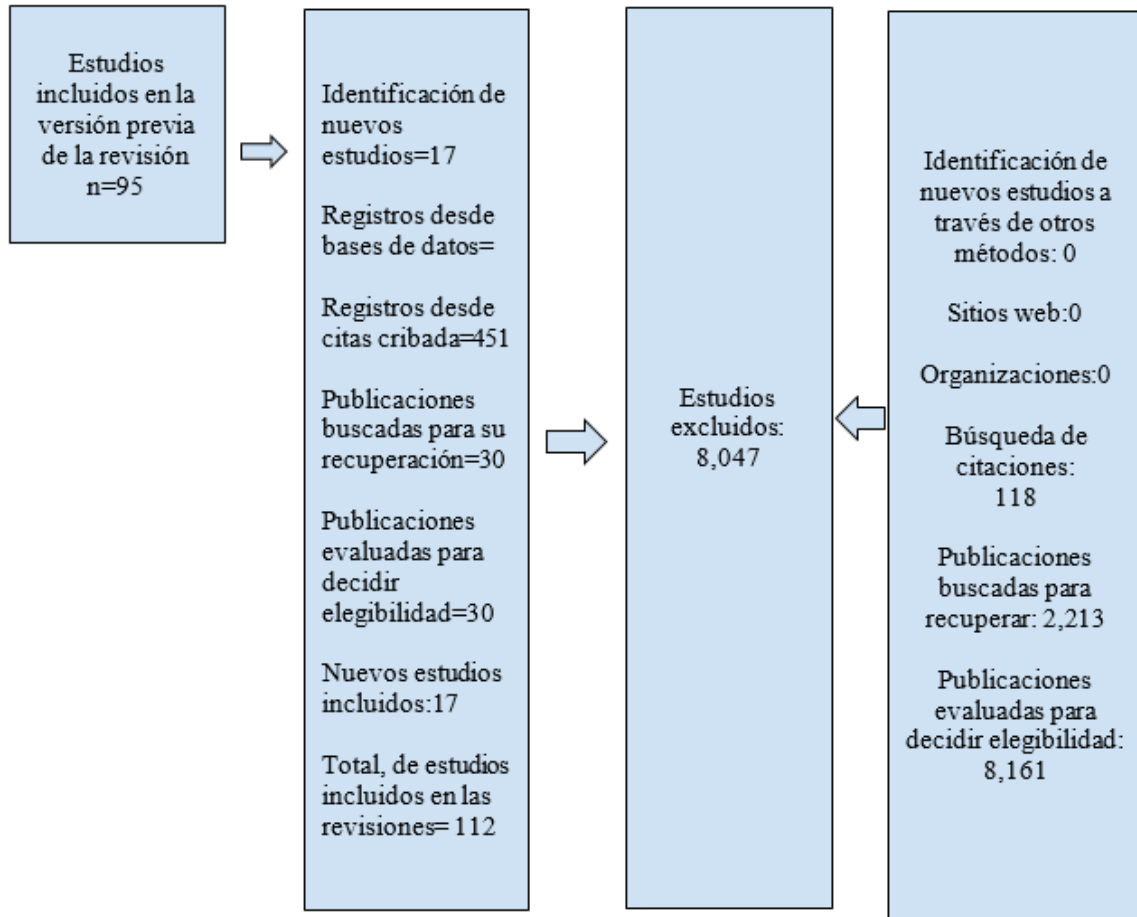 Estudios
incluidos en la
versión previa
de la revisión
n=95
Identificación de
nuevos
estudios=17
Registros desde
bases de datos=
Registros desde
citas cribada=451
Publicaciones
buscadas para su
recuperación=30
Publicaciones
evaluadas para
decidir
elegibilidad=30
Nuevos estudios
incluidos:17
Total, de estudios
incluidos en las
revisiones= 112
Estudios
excluidos:
8,047
Identificación de
nuevos estudios a
través de otros
métodos: 0
Sitios web:0
Organizaciones:0
Búsqueda de
citaciones:
118
Publicaciones
buscadas para
recuperar: 2,213
Publicaciones
evaluadas para
decidir elegibilidad:
8,161